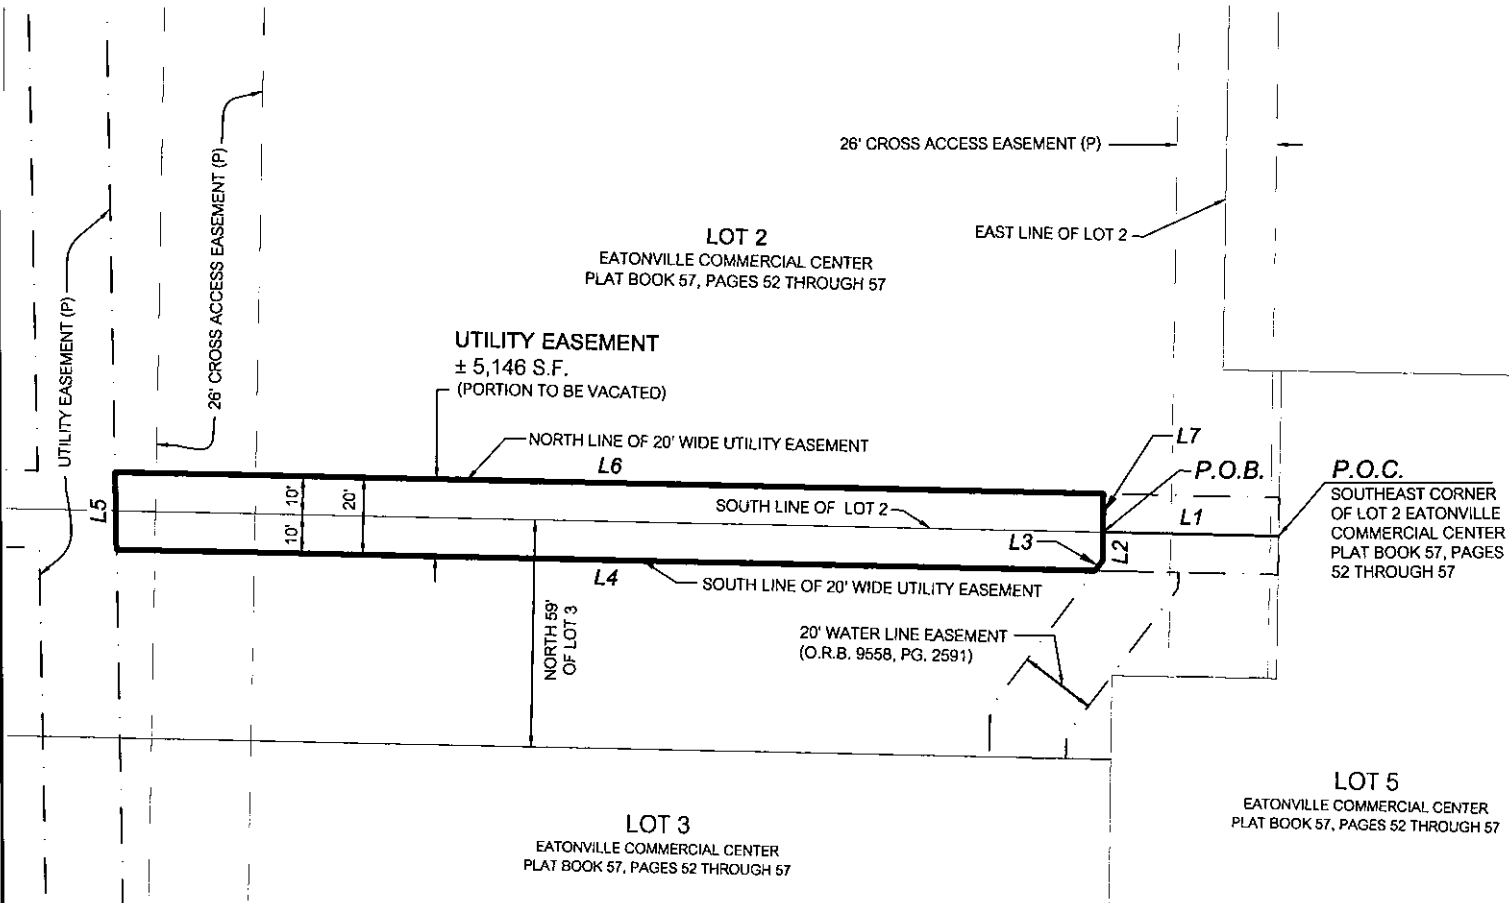 26' CROSS ACCESS EASEMENT (P)
26' CROSS ACCESS EASEMENT (P)
UTILITY EASEMENT (P)
EAST LINE OF LOT 2
LOT 2
EATONVILLE COMMERCIAL CENTER
PLAT BOOK 57, PAGES 52 THROUGH 57
UTILITY EASEMENT
± 5,146 S.F.
(PORTION TO BE VACATED)
NORTH LINE OF 20' WIDE UTILITY EASEMENT
L6
L7
P.O.B.
P.O.C.
SOUTHEAST CORNER
OF LOT 2 EATONVILLE
COMMERCIAL CENTER
PLAT BOOK 57, PAGES
52 THROUGH 57
L5
10'
10'
20'
SOUTH LINE OF LOT 2
L1
L3
L2
L4
SOUTH LINE OF 20' WIDE UTILITY EASEMENT
NORTH 59'
OF LOT 3
20' WATER LINE EASEMENT
(O.R.B. 9558, PG. 2591)
LOT 3
EATONVILLE COMMERCIAL CENTER
PLAT BOOK 57, PAGES 52 THROUGH 57
LOT 5
EATONVILLE COMMERCIAL CENTER
PLAT BOOK 57, PAGES 52 THROUGH 57